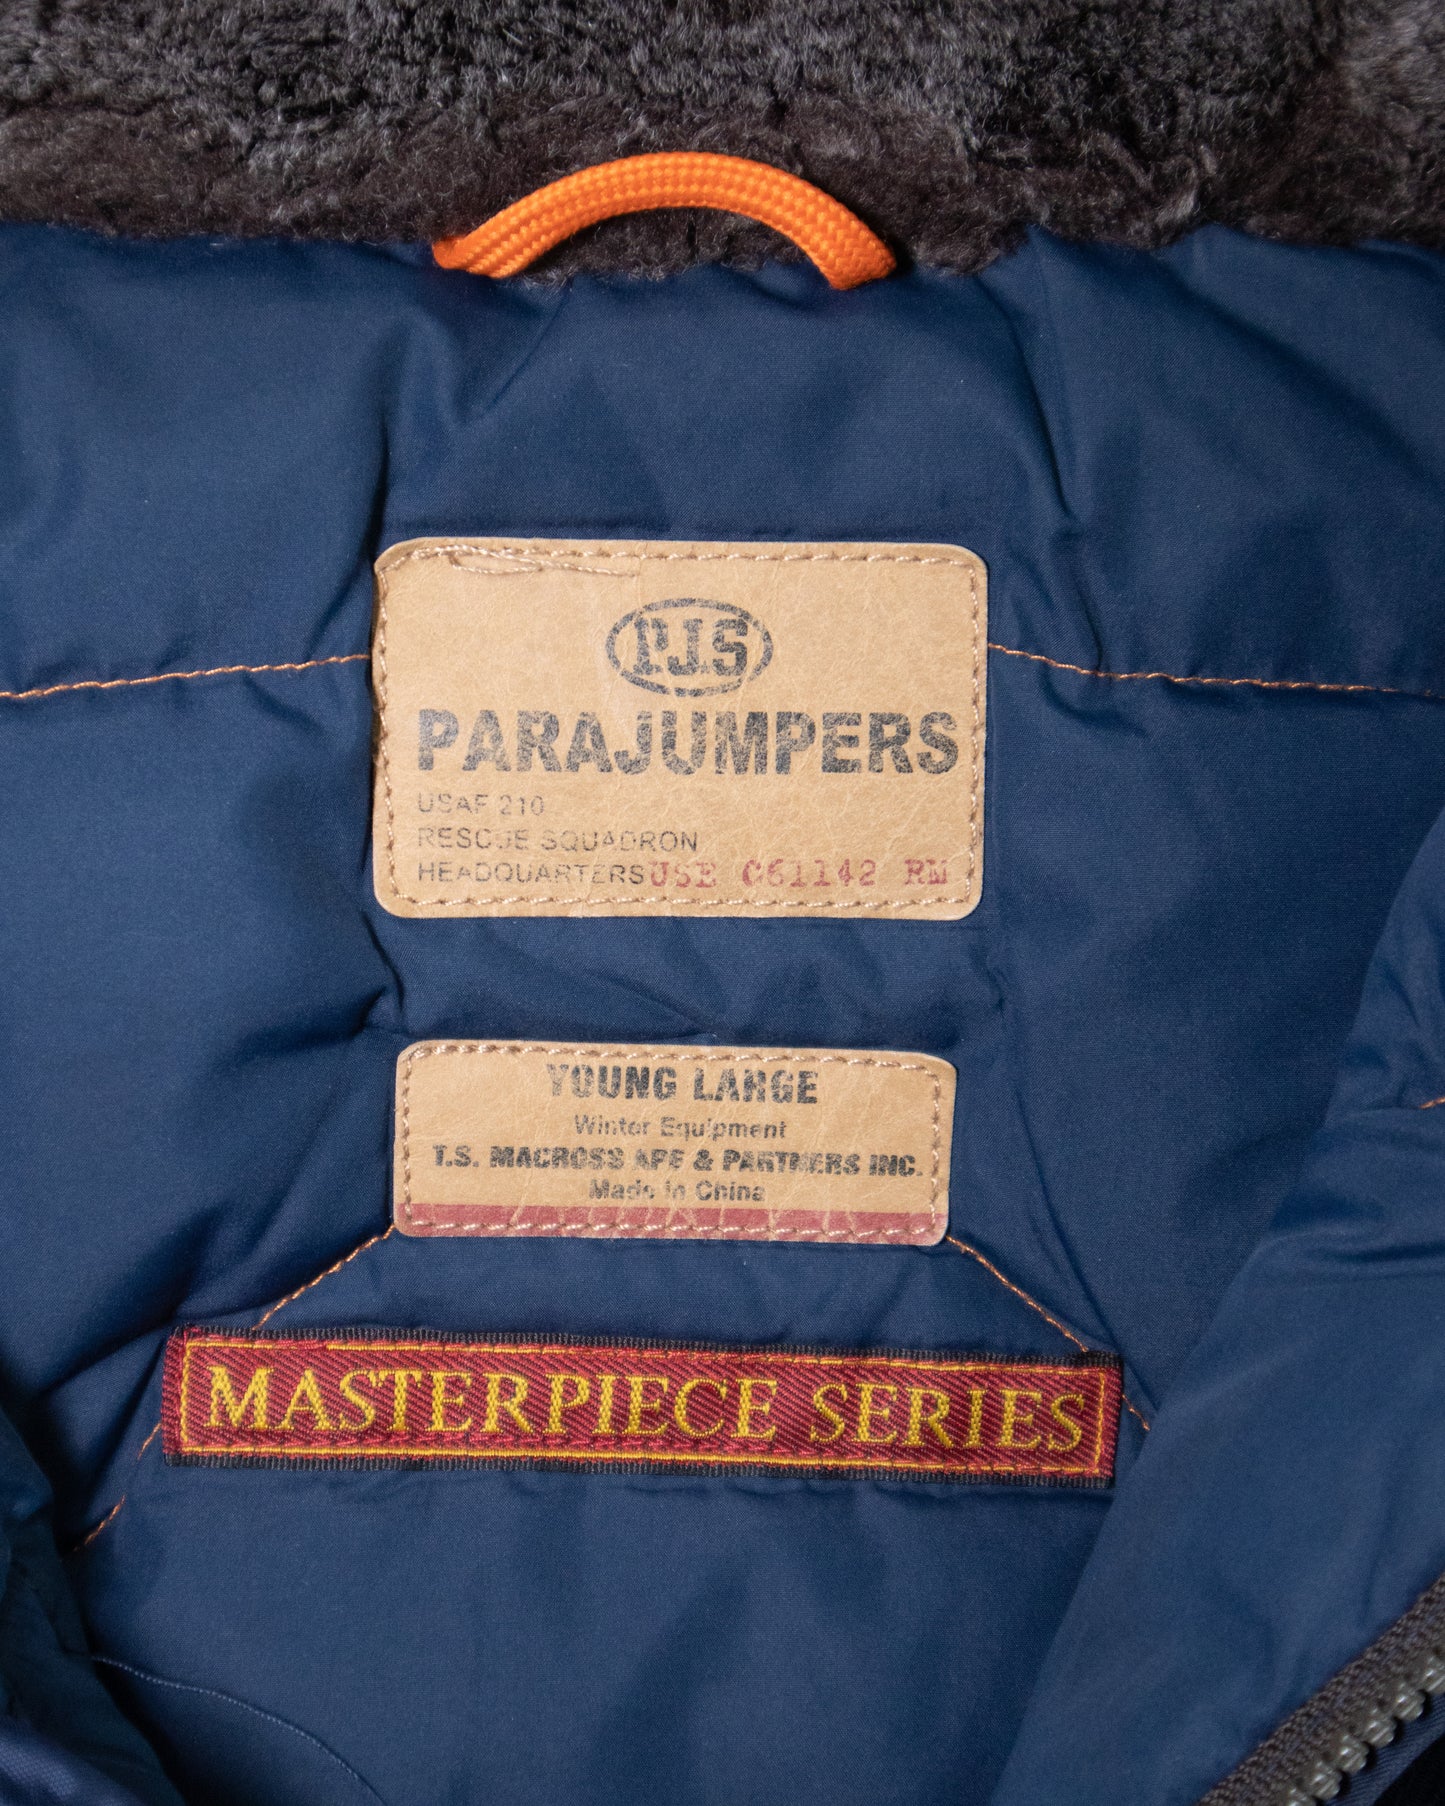 P.J.S
PARAJUMPERS
USAF 210
RESCUE SQUADRON
HEADQUARTERS USE C61142 RM
YOUNG LARGE
Winter Equipment
T.S. MACROSS APE & PARTNERS INC.
Made in China
MASTERPIECE SERIES